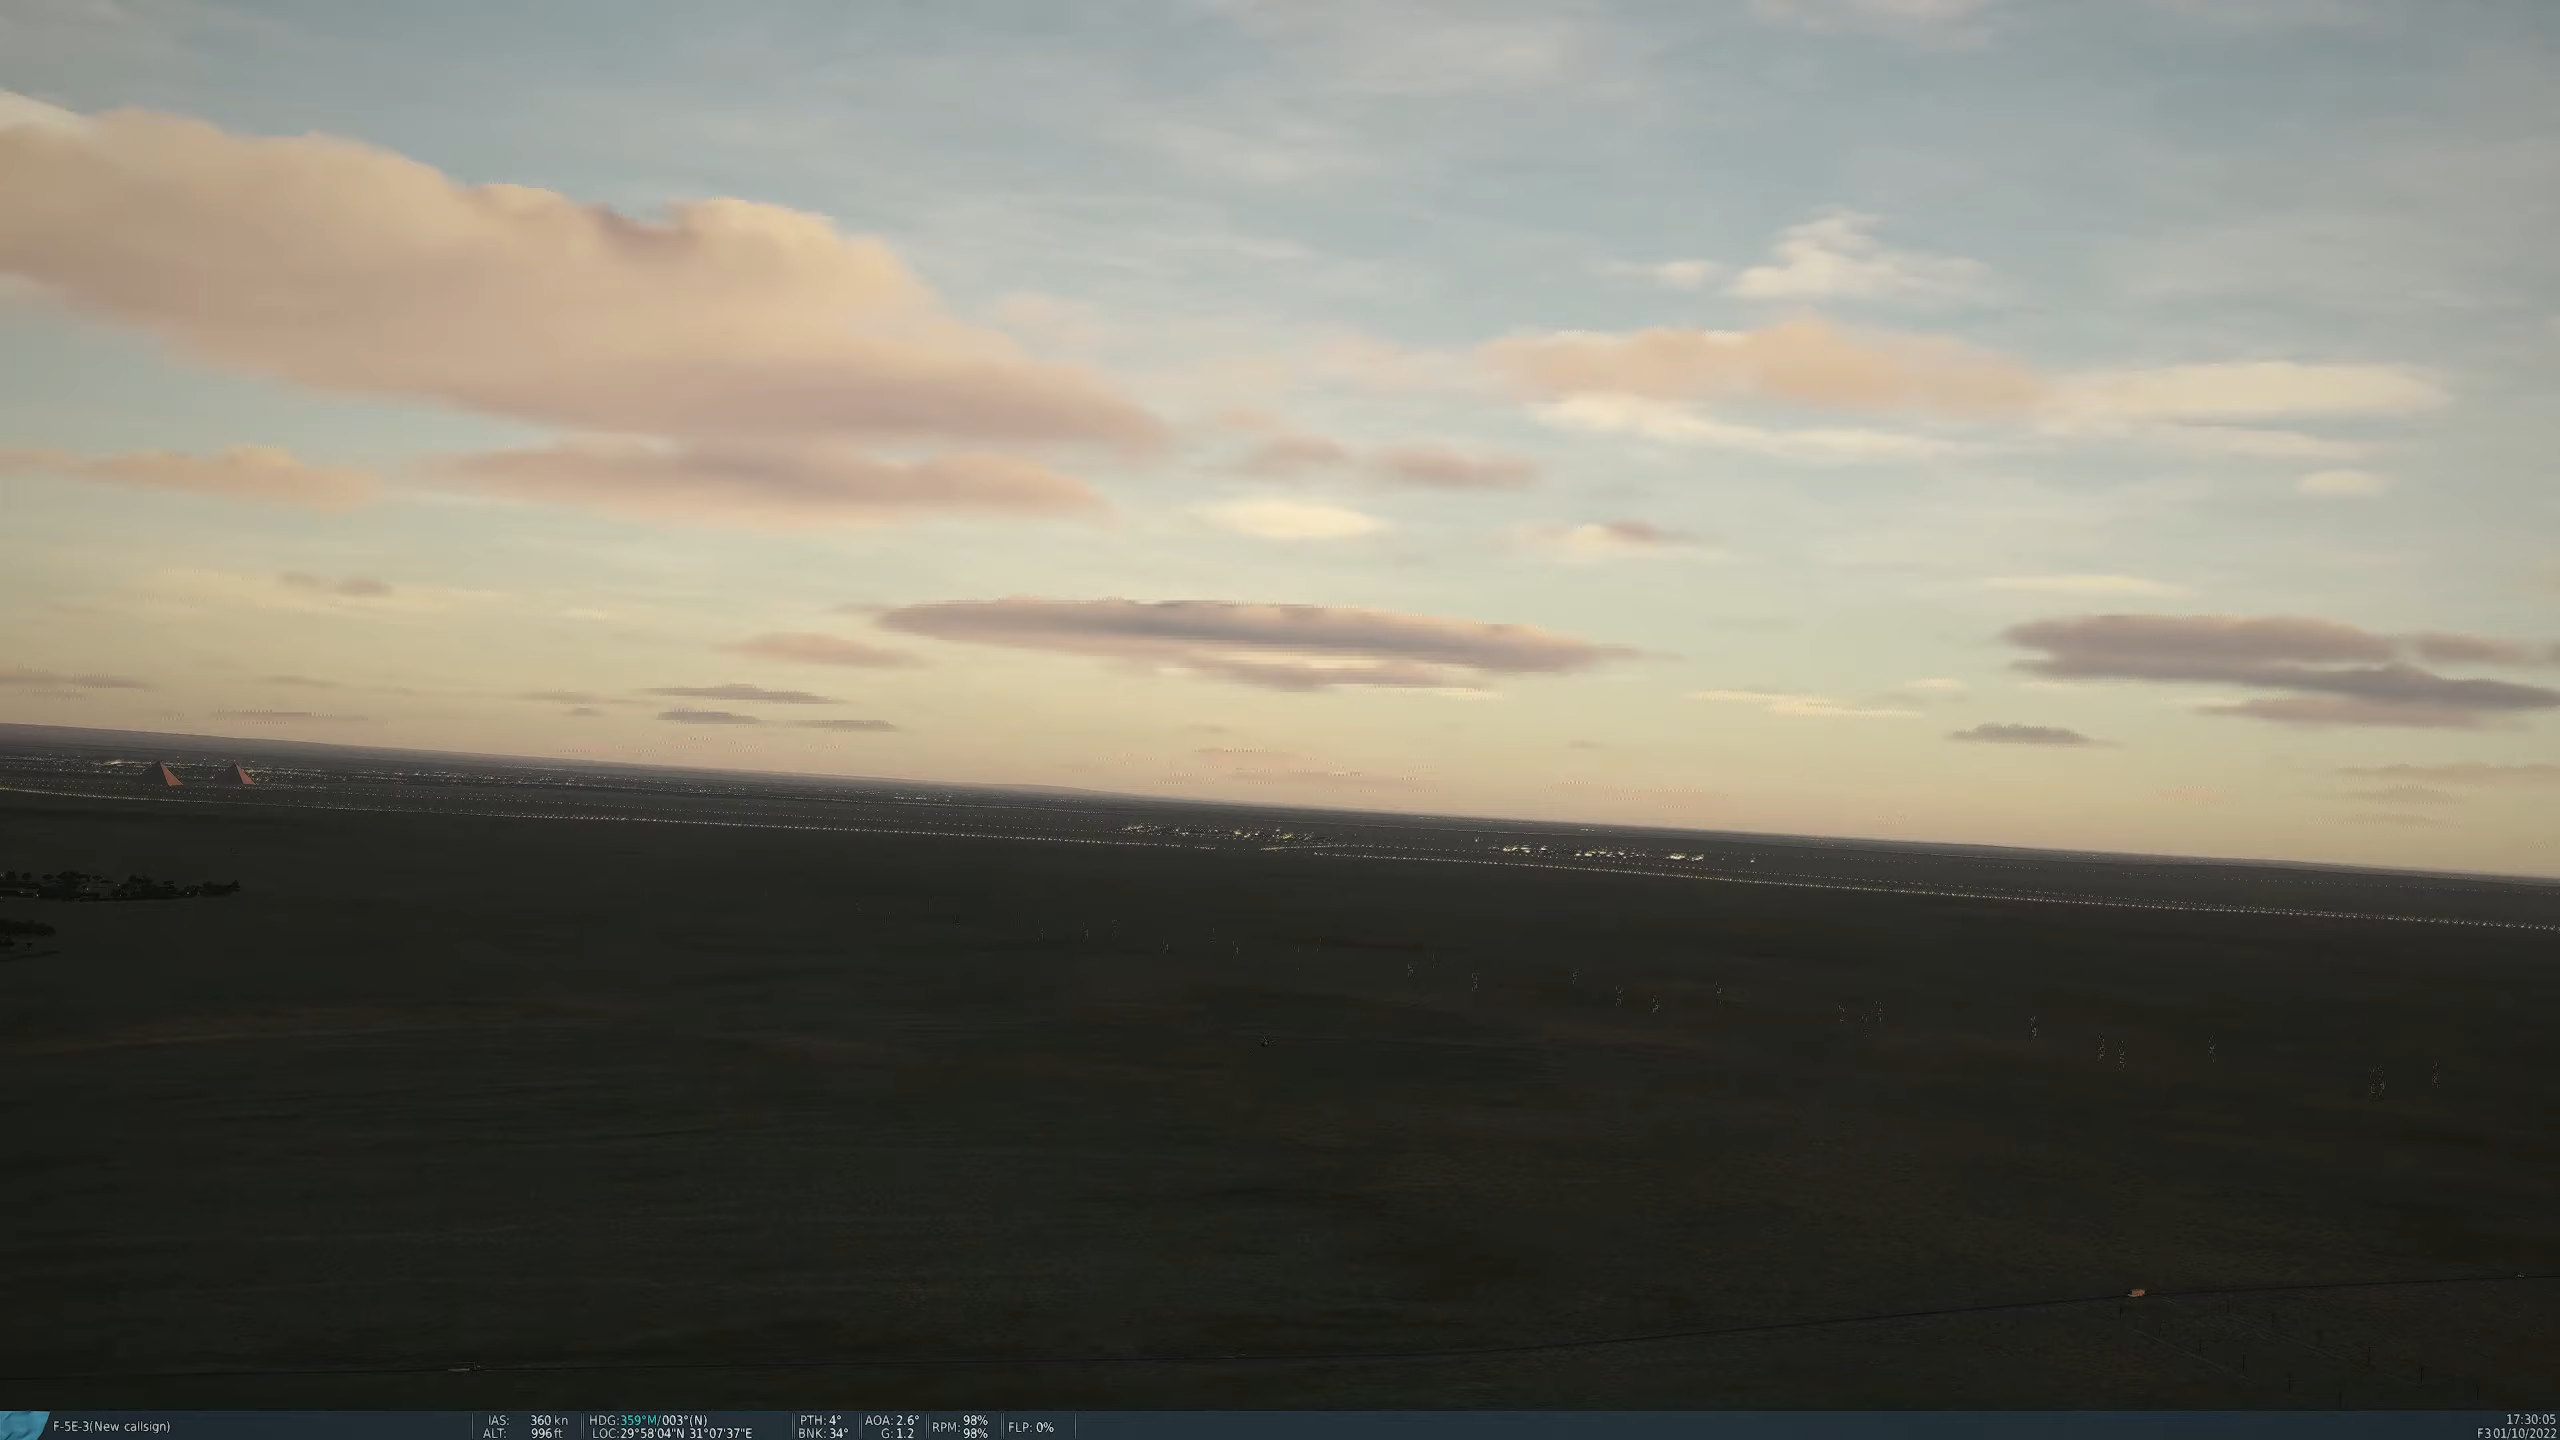 F-5E-3(New callsign)
IAS: 360 kn
ALT: 996 ft
HDG:359°M/003°(N)
LOC:29°58'04"N 31°07'37"E
PTH: 4°
BNK: 34°
AOA: 2.6°
G: 1.2
RPM: 98%
98%
FLP: 0%
17:30:05
F3 01/10/2022